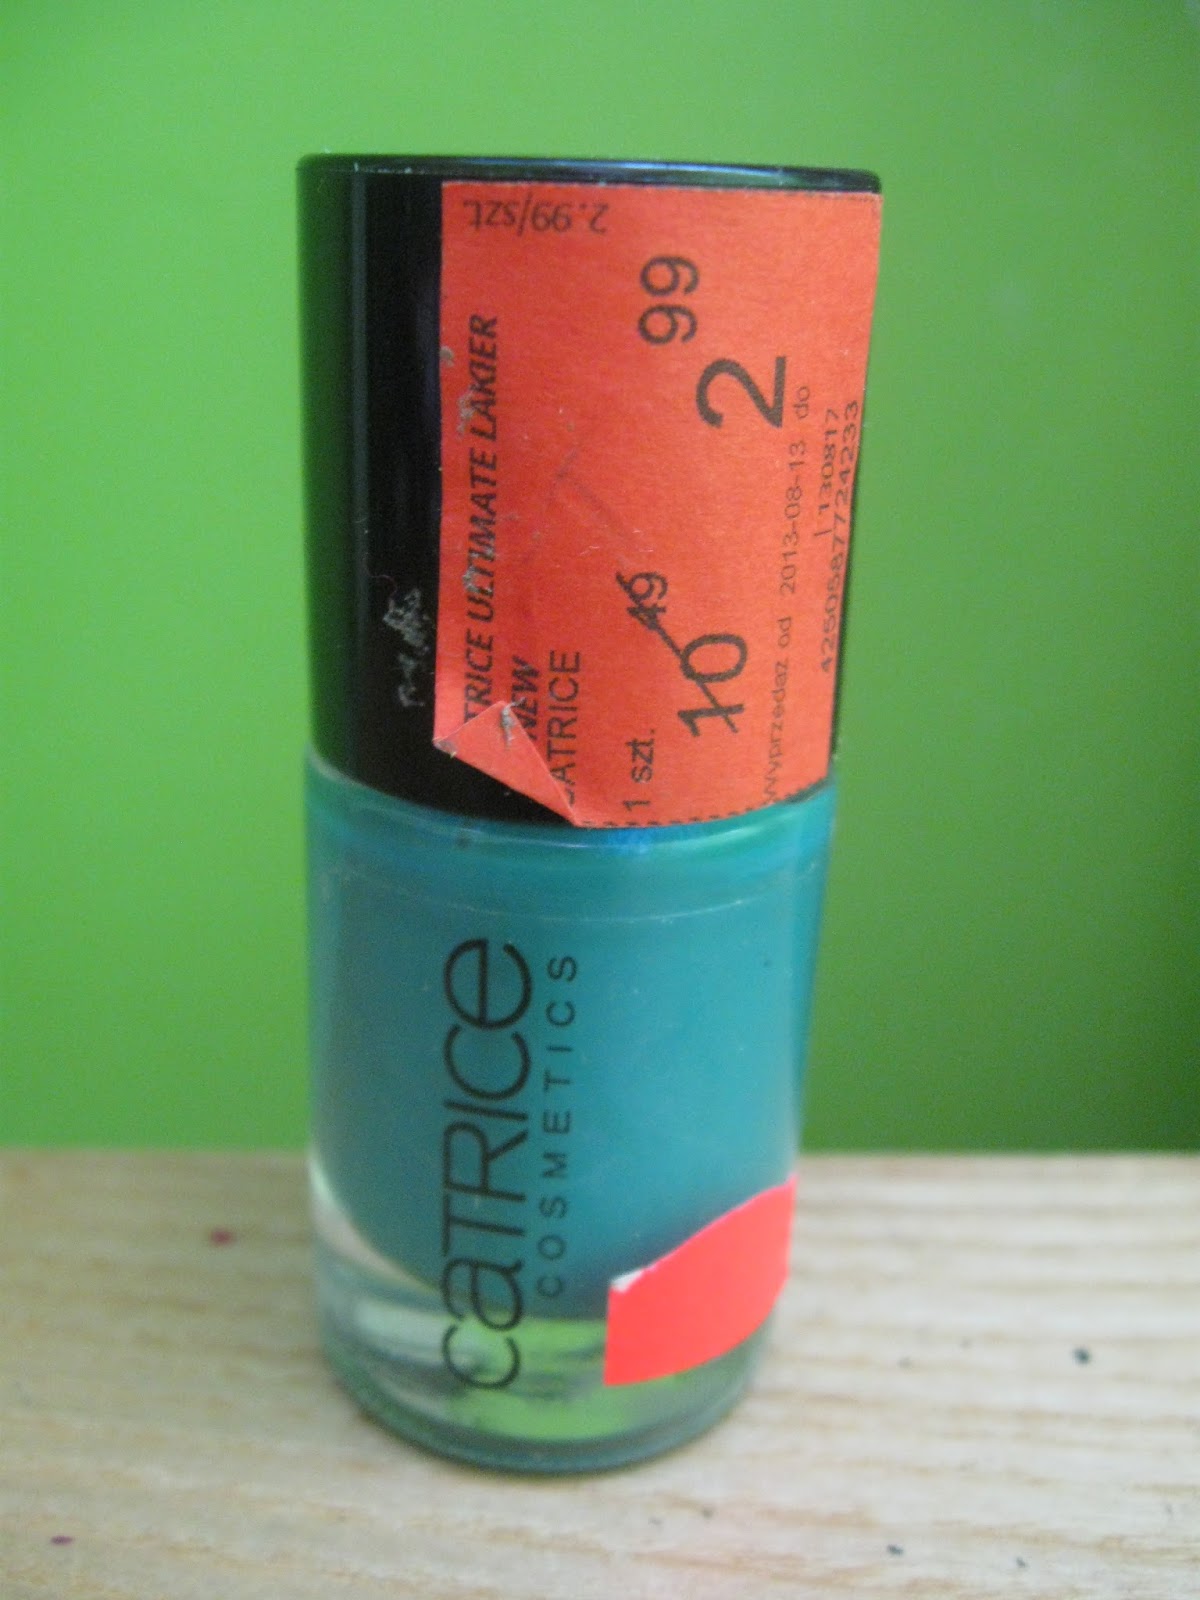 2.99/szt.
TRICE ULTIMATE LAKIER
NEW
CATRICE
1 szt.
10 49
2 99
Wyprzedaż od 2013-08-13 do
| 130817
4250587724233
CATRICE
COSMETICS